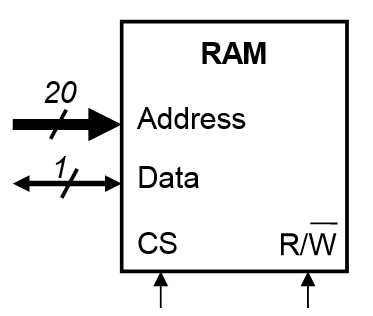 RAM
20
Address
1
Data
CS R/W̅